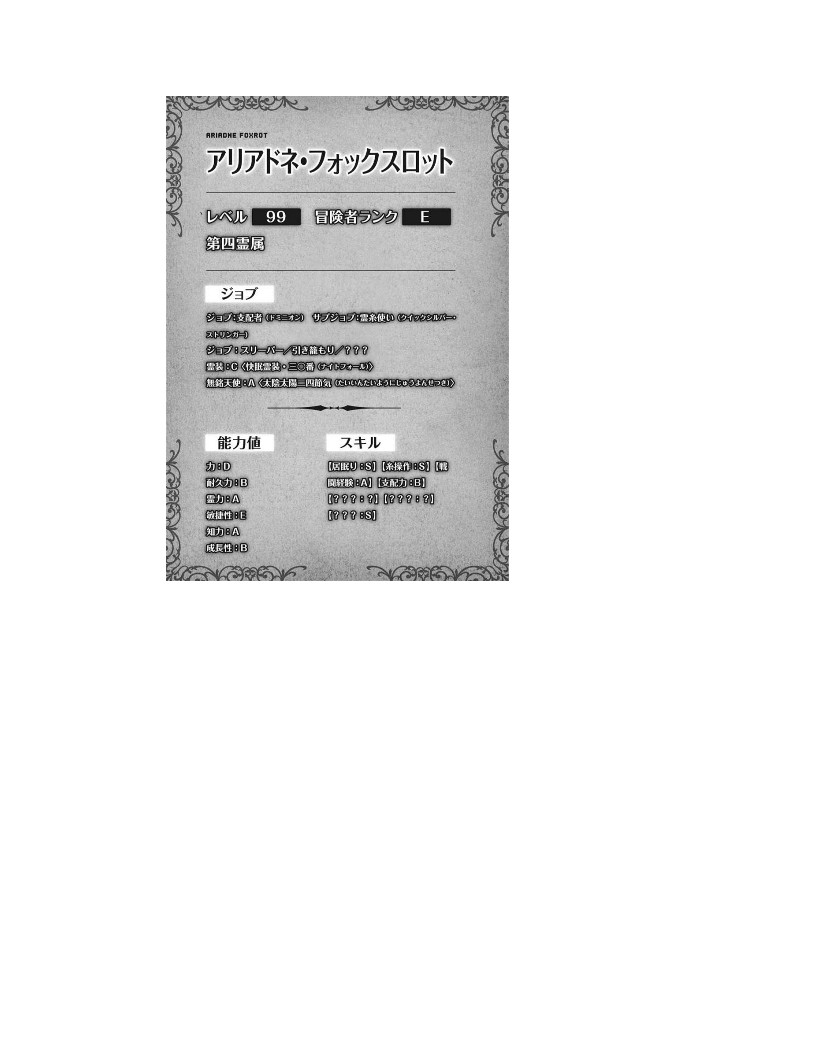 ARIADNE FOXROT
アリアドネ・フォックスロット
レベル 99 冒険者ランク E
第四霊属
ジョブ
ジョブ：支配者（ドミニオン） サブジョブ：霊糸使い（クイックシルバー・
ストリンガー）
ジョブ：スリーパー／引き籠もり／？？？
霊装：C〈快眠霊装・三〇番（ナイトフォール）〉
無銘天使：A〈太陰太陽二四節気（たいいんたいようにじゅうよんせつき）〉
能力値
力：D
耐久力：B
霊力：A
敏捷性：E
知力：A
成長性：B
スキル
【居眠り：S】【糸操作：S】【戦
闘経験：A】【支配力：B】
【？？？：？】【？？？：？】
【？？？：S】